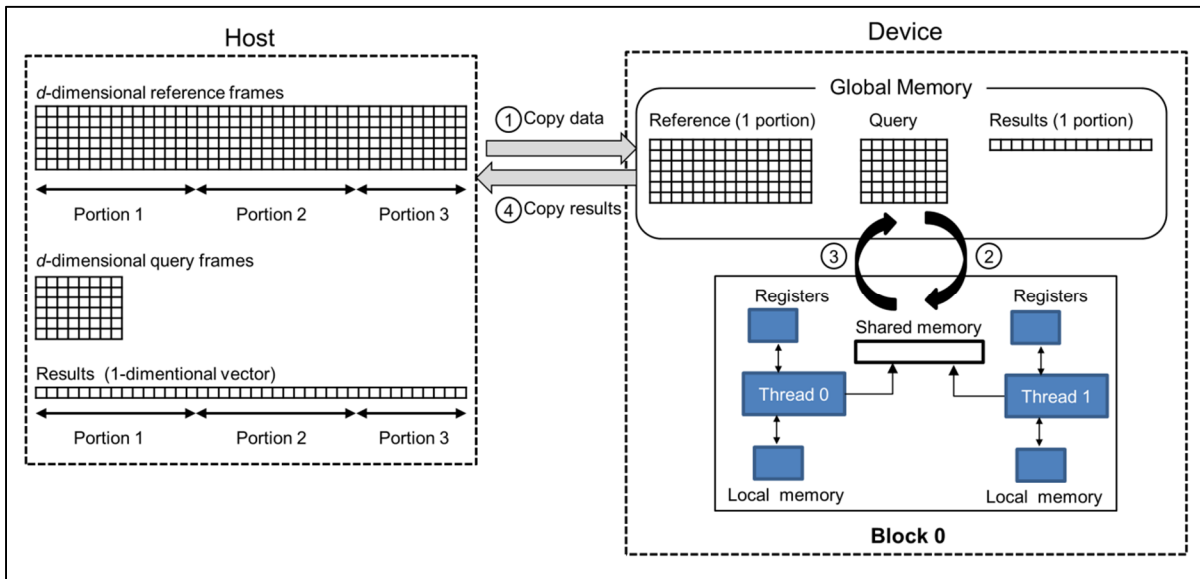 Host
d-dimensional reference frames
Portion 1 Portion 2 Portion 3
d-dimensional query frames
Results (1-dimentional vector)
Portion 1 Portion 2 Portion 3
1 Copy data
4 Copy results
Device
Global Memory
Reference (1 portion) Query Results (1 portion)
3 2
Registers Registers
Shared memory
Thread 0 Thread 1
Local memory Local memory
Block 0